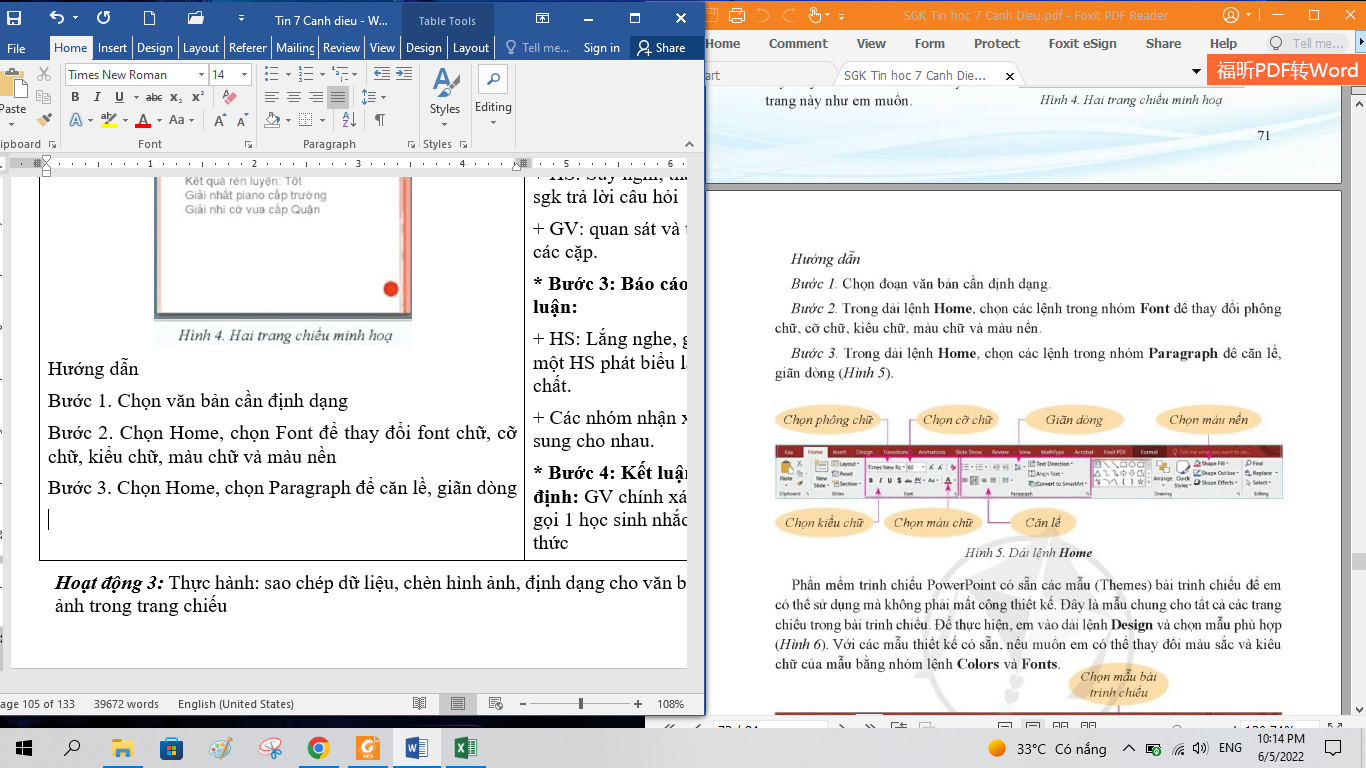 Tin 7 Canh dieu - W...
Table Tools
File
Home
Insert
Design
Layout
Referer
Mailing
Review
View
Design
Layout
Tell me...
Sign in
Share
Paste
Times New Roman
14
Styles
Editing
Font
Paragraph
Styles
Kết quả rèn luyện: Tốt
Giải nhất piano cấp trường
Giải nhì cờ vua cấp Quận
Hình 4. Hai trang chiếu minh hoạ
Hướng dẫn
Bước 1. Chọn văn bản cần định dạng
Bước 2. Chọn Home, chọn Font để thay đổi font chữ, cỡ
chữ, kiểu chữ, màu chữ và màu nền
Bước 3. Chọn Home, chọn Paragraph để căn lề, giãn dòng
sgk trả lời câu hỏi
+ GV: quan sát và
các cặp.
* Bước 3: Báo cáo
luận:
+ HS: Lắng nghe,
một HS phát biểu
chất.
+ Các nhóm nhận
sung cho nhau.
* Bước 4: Kết luận
định: GV chính
gọi 1 học sinh nhắc
thức
Hoạt động 3: Thực hành: sao chép dữ liệu, chèn hình ảnh, định dạng cho văn
ảnh trong trang chiếu
age 105 of 133
39672 words
English (United States)
108%
SGK Tin hoc 7 Canh Dieu.pdf - Foxit PDF Reader
Home
Comment
View
Form
Protect
Foxit eSign
Share
Help
Tell me...
art
SGK Tin hoc 7 Canh Die...
福昕PDF转Word
trang này như em muốn.
Hình 4. Hai trang chiếu minh hoạ
71
Hướng dẫn
Bước 1. Chọn đoạn văn bản cần định dạng.
Bước 2. Trong dải lệnh Home, chọn các lệnh trong nhóm Font để thay đổi phông
chữ, cỡ chữ, kiểu chữ, màu chữ và màu nền.
Bước 3. Trong dải lệnh Home, chọn các lệnh trong nhóm Paragraph để căn lề,
giãn dòng (Hình 5).
Chọn phông chữ
Chọn cỡ chữ
Giãn dòng
Chọn màu nền
File Home Insert Design Transitions Animations Slide Show Review View MathType Acrobat Foxit PDF Format
Chọn kiểu chữ
Chọn màu chữ
Căn lề
Hình 5. Dải lệnh Home
Phần mềm trình chiếu PowerPoint có sẵn các mẫu (Themes) bài trình chiếu để em
có thể sử dụng mà không phải mất công thiết kế. Đây là mẫu chung cho tất cả các trang
chiếu trong bài trình chiếu. Để thực hiện, em vào dải lệnh Design và chọn mẫu phù hợp
(Hình 6). Với các mẫu thiết kế có sẵn, nếu muốn em có thể thay đổi màu sắc và kiểu
chữ của mẫu bằng nhóm lệnh Colors và Fonts.
Chọn mẫu bài
trình chiếu
33°C Có nắng
ENG
10:14 PM
6/5/2022